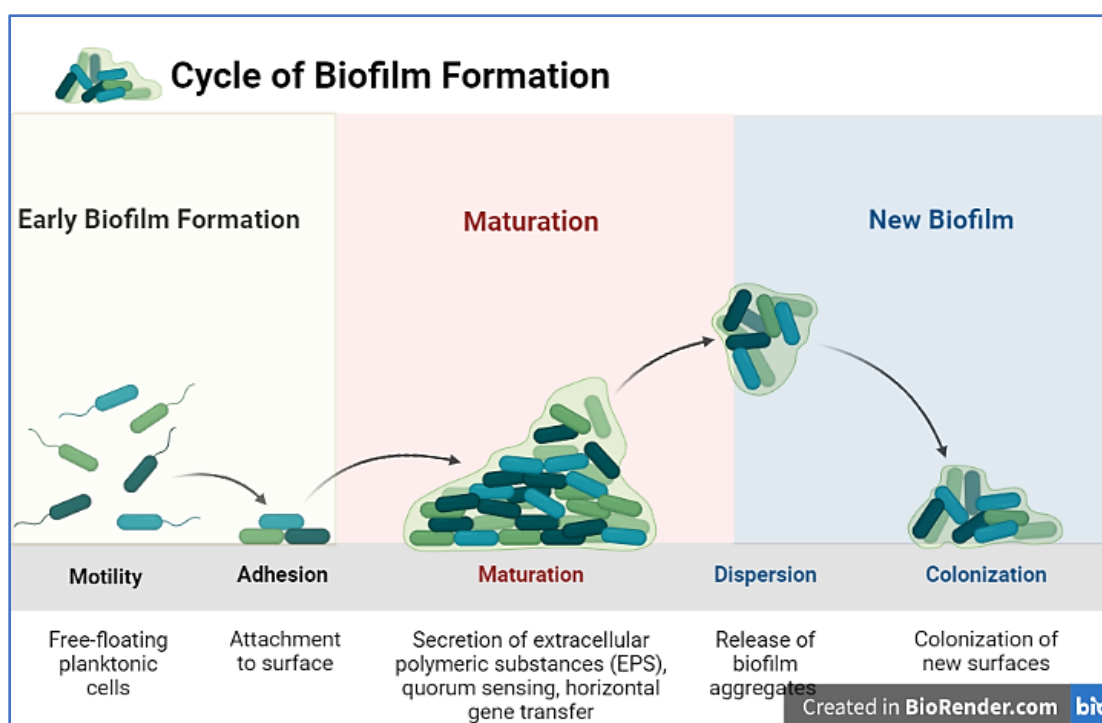 Cycle of Biofilm Formation
Early Biofilm Formation
Maturation
New Biofilm
Motility
Adhesion
Maturation
Dispersion
Colonization
Free-floating
planktonic
cells
Attachment
to surface
Secretion of extracellular
polymeric substances (EPS),
quorum sensing, horizontal
gene transfer
Release of
biofilm
aggregates
Colonization of
new surfaces
Created in BioRender.com